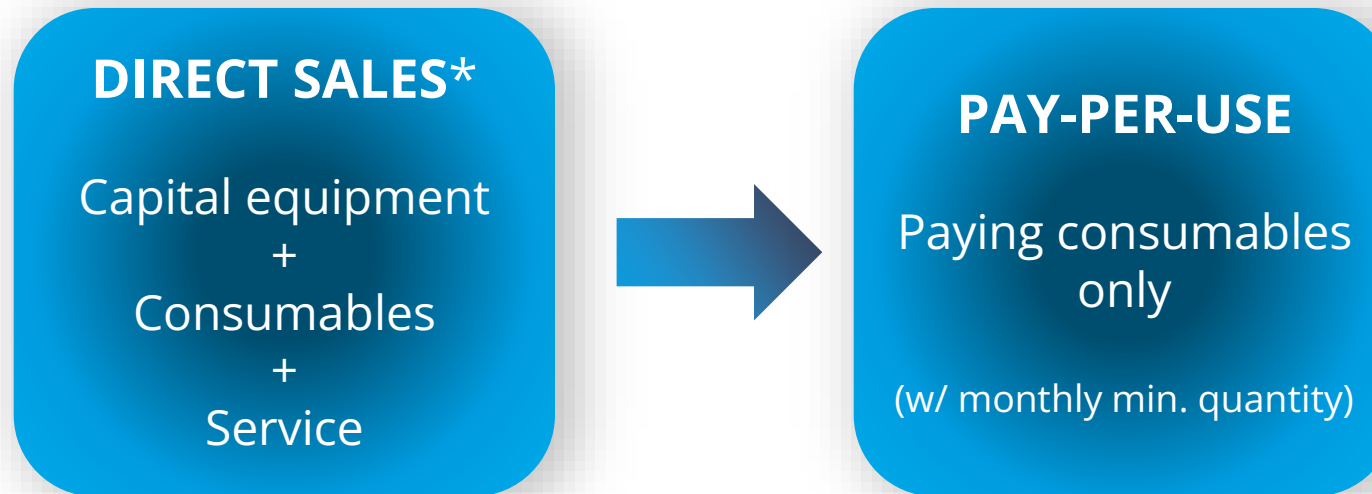 DIRECT SALES*
Capital equipment
+
Consumables
+
Service
PAY-PER-USE
Paying consumables
only
(w/ monthly min. quantity)